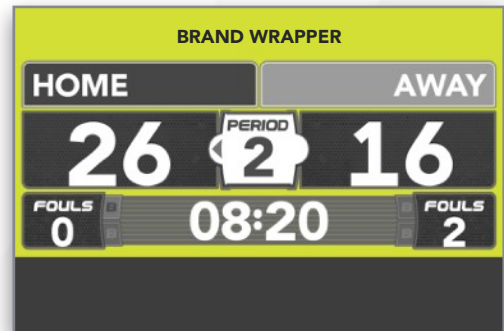 BRAND WRAPPER
HOME AWAY
26 PERIOD 2 16
FOULS 0 B B 08:20 B B FOULS 2